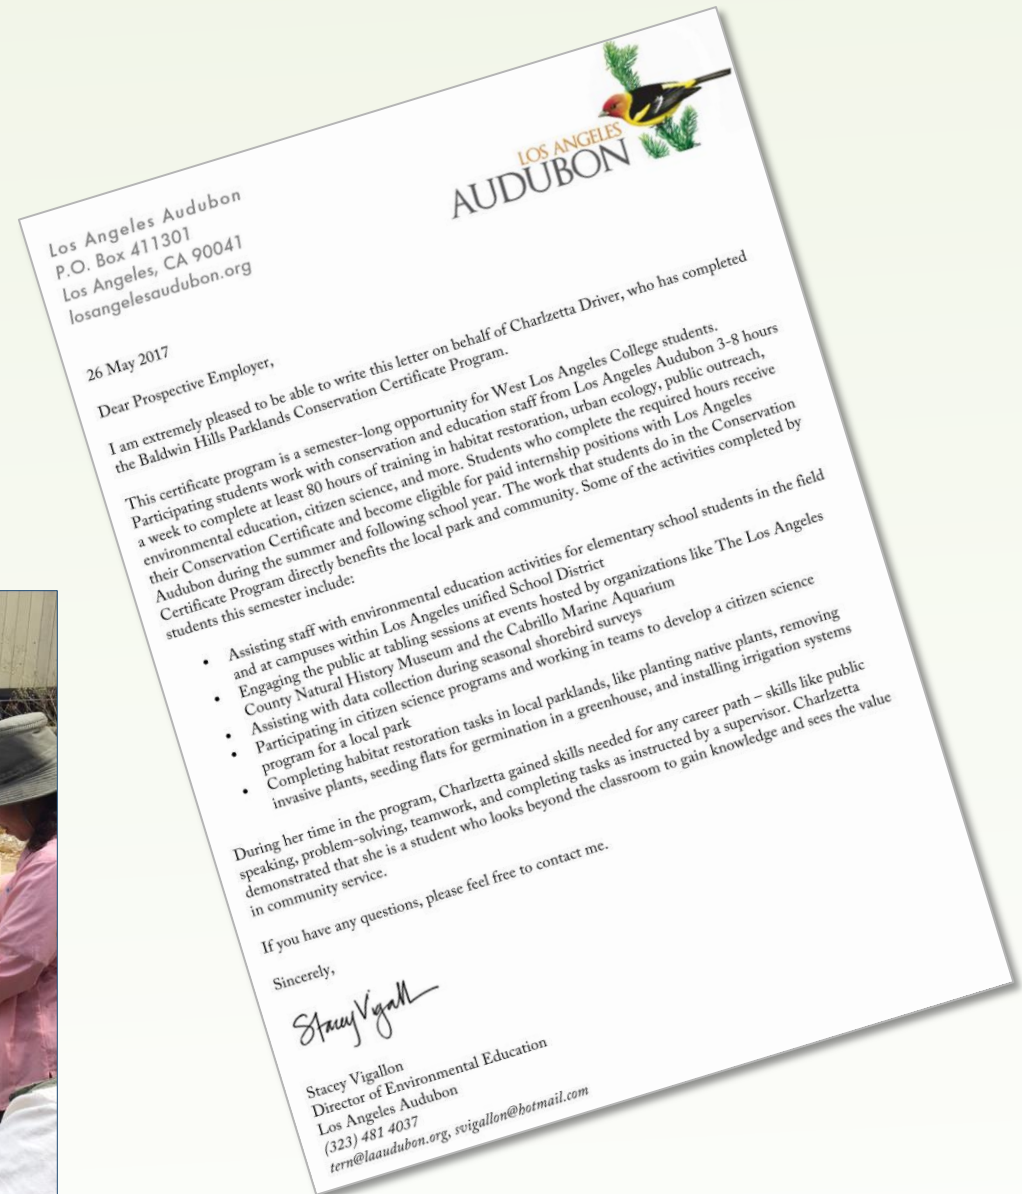 LOS ANGELES
AUDUBON
Los Angeles Audubon
P.O. Box 411301
Los Angeles, CA 90041
losangelesaudubon.org
26 May 2017
Dear Prospective Employer,
I am extremely pleased to be able to write this letter on behalf of Charlzetta Driver, who has completed
the Baldwin Hills Parklands Conservation Certificate Program.
This certificate program is a semester-long opportunity for West Los Angeles College students.
Participating students work with conservation and education staff from Los Angeles Audubon 3-8 hours
a week to complete at least 80 hours of training in habitat restoration, urban ecology, public outreach,
environmental education, citizen science, and more. Students who complete the required hours receive
their Conservation Certificate and become eligible for paid internship positions with Los Angeles
Audubon during the summer and following school year. The work that students do in the Conservation
Certificate Program directly benefits the local park and community. Some of the activities completed by
students this semester include:
• Assisting staff with environmental education activities for elementary school students in the field
and at campuses within Los Angeles unified School District
• Engaging the public at tabling sessions at events hosted by organizations like The Los Angeles
County Natural History Museum and the Cabrillo Marine Aquarium
• Assisting with data collection during seasonal shorebird surveys
• Participating in citizen science programs and working in teams to develop a citizen science
program for a local park
• Completing habitat restoration tasks in local parklands, like planting native plants, removing
invasive plants, seeding flats for germination in a greenhouse, and installing irrigation systems
During her time in the program, Charlzetta gained skills needed for any career path – skills like public
speaking, problem-solving, teamwork, and completing tasks as instructed by a supervisor. Charlzetta
demonstrated that she is a student who looks beyond the classroom to gain knowledge and sees the value
in community service.
If you have any questions, please feel free to contact me.
Sincerely,
Stacey Vigall
Stacey Vigallon
Director of Environmental Education
Los Angeles Audubon
(323) 481 4037
tern@laaudubon.org, svigallon@hotmail.com